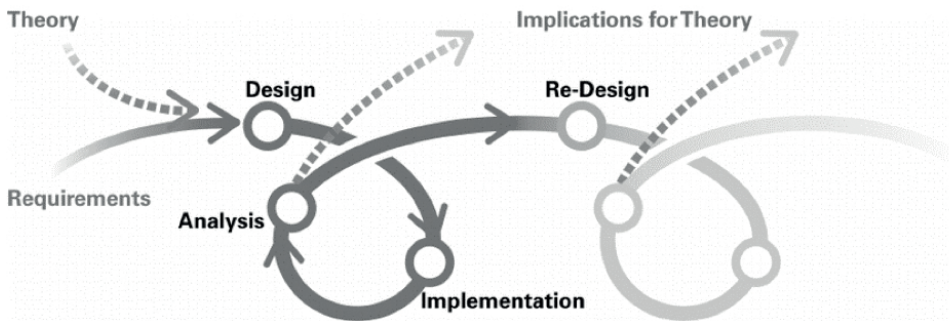 Theory
Implications for Theory
Design
Re-Design
Requirements
Analysis
Implementation